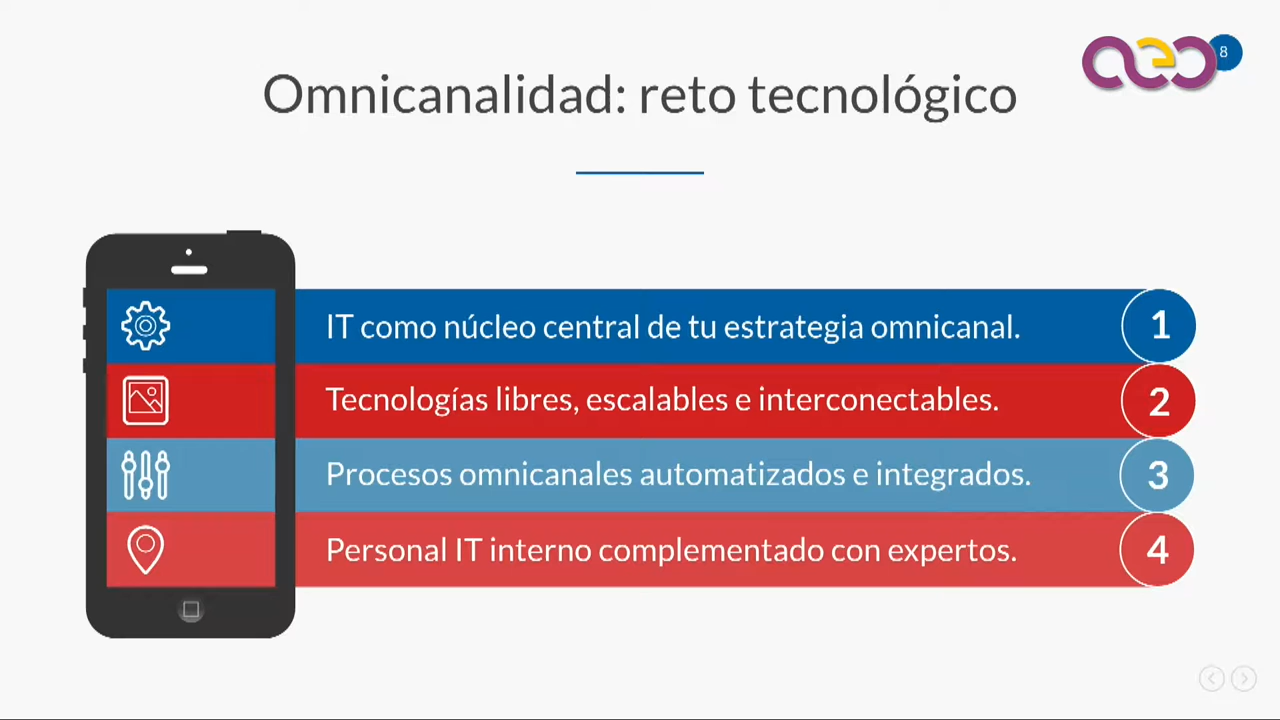 8
Omnicanalidad: reto tecnológico
IT como núcleo central de tu estrategia omnicanal. 1
Tecnologías libres, escalables e interconectables. 2
Procesos omnicanales automatizados e integrados. 3
Personal IT interno complementado con expertos. 4